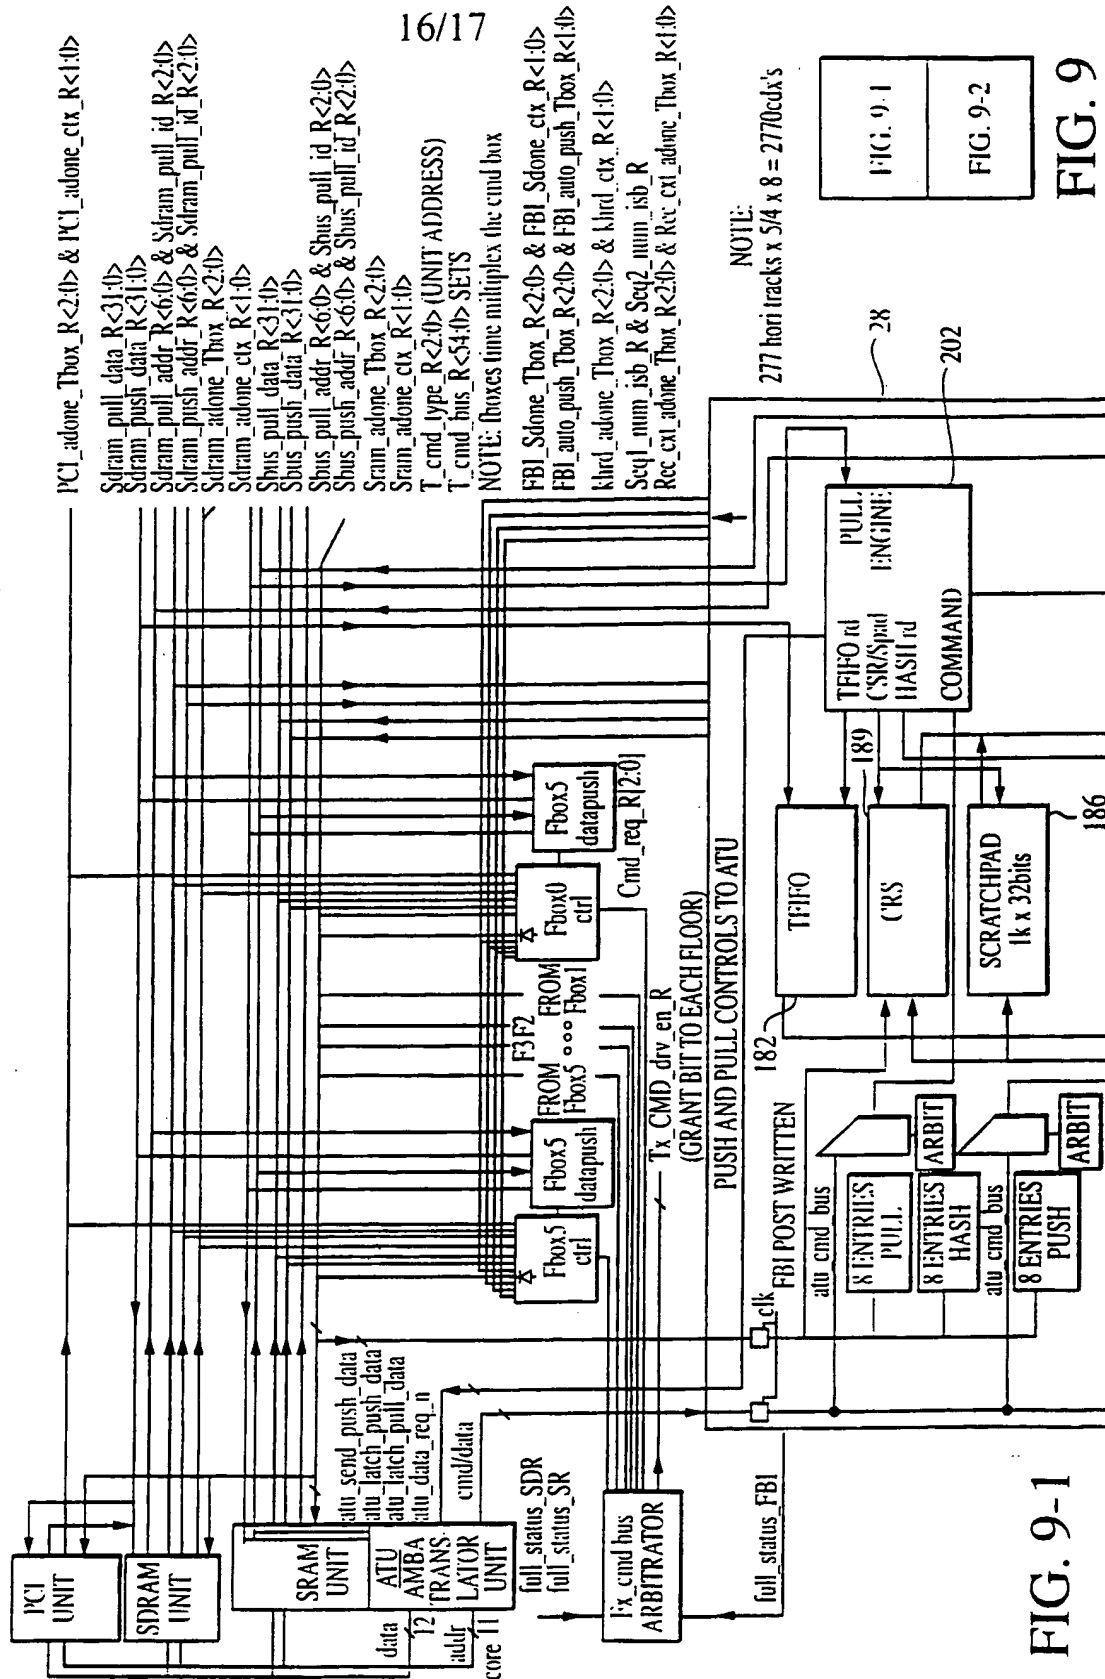 16/17
PCI_adone_Tbox_R<2:0> & PCI_adone_ctx_R<1:0>
Sdram_pull_data_R<31:0>
Sdram_push_data_R<31:0>
Sdram_pull_addr_R<6:0> & Sdram_pull_id_R<2:0>
Sdram_push_addr_R<6:0> & Sdram_pull_id_R<2:0>
Sdram_adone_Tbox_R<2:0>
Sdram_adone_ctx_R<1:0>
Sbus_pull_data_R<31:0>
Sbus_push_data_R<31:0>
Sbus_pull_addr_R<6:0> & Sbus_pull_id_R<2:0>
Sbus_push_addr_R<6:0> & Sbus_pull_id_R<2:0>
Sram_adone_Tbox_R<2:0>
Sram_adone_ctx_R<1:0>
T_cmd_type_R<2:0> (UNIT ADDRESS)
T_cmd_bus_R<54:0> SETS
NOTE: fboxes time multiplex the cmd box
FBI_Sdone_Tbox_R<2:0> & FBI_Sdone_ctx_R<1:0>
FBI_auto_push_Tbox_R<2:0> & FBI_auto_push_Tbox_R<1:0>
khrd_adone_Tbox_R<2:0> & khrd_ctx_R<1:0>
Seq1_num_isb_R & Seq2_num_isb_R
Rec_cxt_adone_Tbox_R<2:0> & Rec_cxt_adone_Tbox_R<1:0>
NOTE:
277 hori tracks x 5/4 x 8 = 2770cdx's
PCI
UNIT
SDRAM
UNIT
SRAM
UNIT
ATU
AMBA
TRANS
LATOR
UNIT
data
12
addr
core 11
atu_send_push_data
atu_latch_push_data
atu_latch_pull_data
atu_data_req_n
cmd/data
full_status_SDR
full_status_SR
Fx_cmd bus
ARBITRATOR
full_status_FBI
Fbox5
ctrl
Fbox5
datapush
FROM
Fbox5
F3 F2
FROM
Fbox1
Fbox0
ctrl
Fbox5
datapush
Cmd_req_R[2:0]
Tx_CMD_drv_en_R
(GRANT BIT TO EACH FLOOR)
PUSH AND PULL CONTROLS TO ATU
28
clk
FBI POST WRITTEN
atu cmd bus
8 ENTRIES
PULL
8 ENTRIES
HASH
ARBIT
atu cmd bus
8 ENTRIES
PUSH
ARBIT
182
TFIFO
189
CRS
SCRATCHPAD
1k x 32bits
186
TFIFO rd
CSR/Spad
HASH rd
PULL
ENGINE
COMMAND
202
FIG. 9-1
FIG. 9-1
FIG. 9-2
FIG. 9